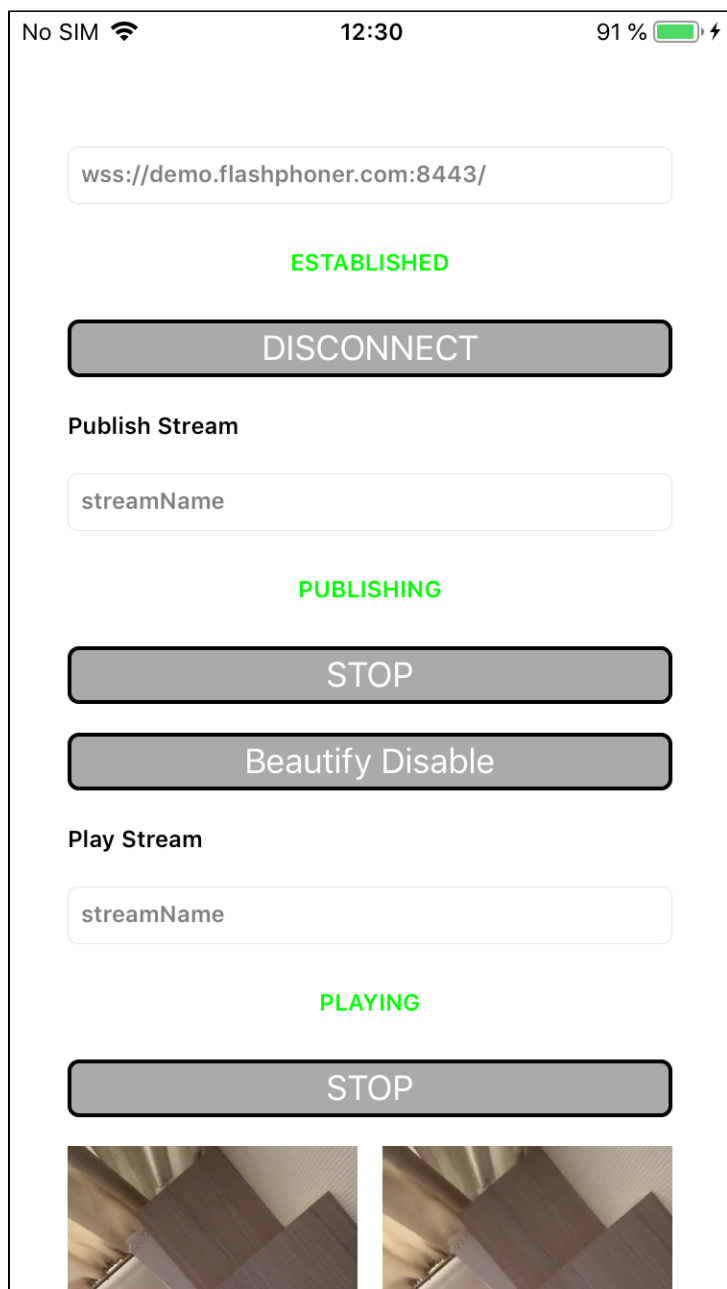 No SIM 12:30 91 %
wss://demo.flashphoner.com:8443/
ESTABLISHED
DISCONNECT
Publish Stream
streamName
PUBLISHING
STOP
Beautify Disable
Play Stream
streamName
PLAYING
STOP